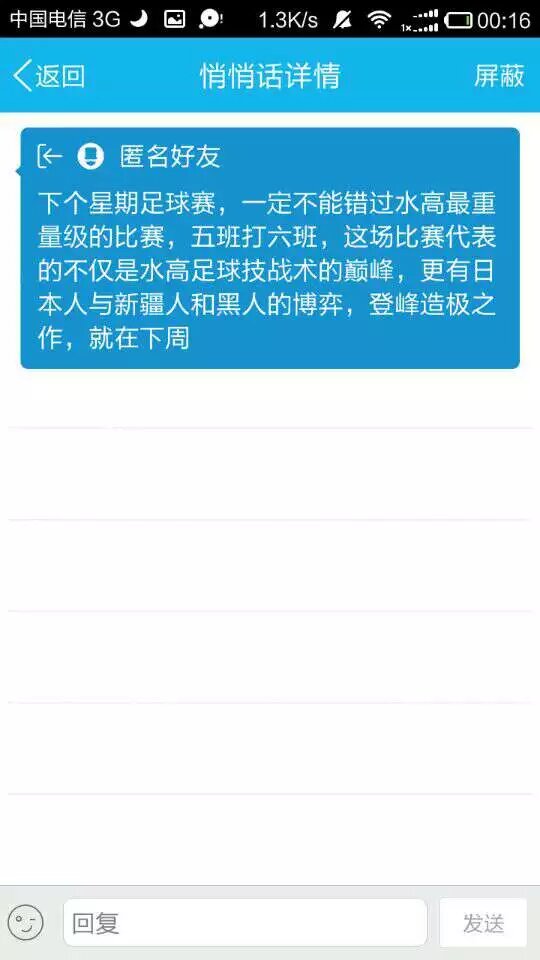 中国电信 3G 1.3K/s 1x 00:16
返回 悄悄话详情 屏蔽
匿名好友
下个星期足球赛，一定不能错过水高最重
量级的比赛，五班打六班，这场比赛代表
的不仅是水高足球技战术的巅峰，更有日
本人与新疆人和黑人的博弈，登峰造极之
作，就在下周
回复 发送